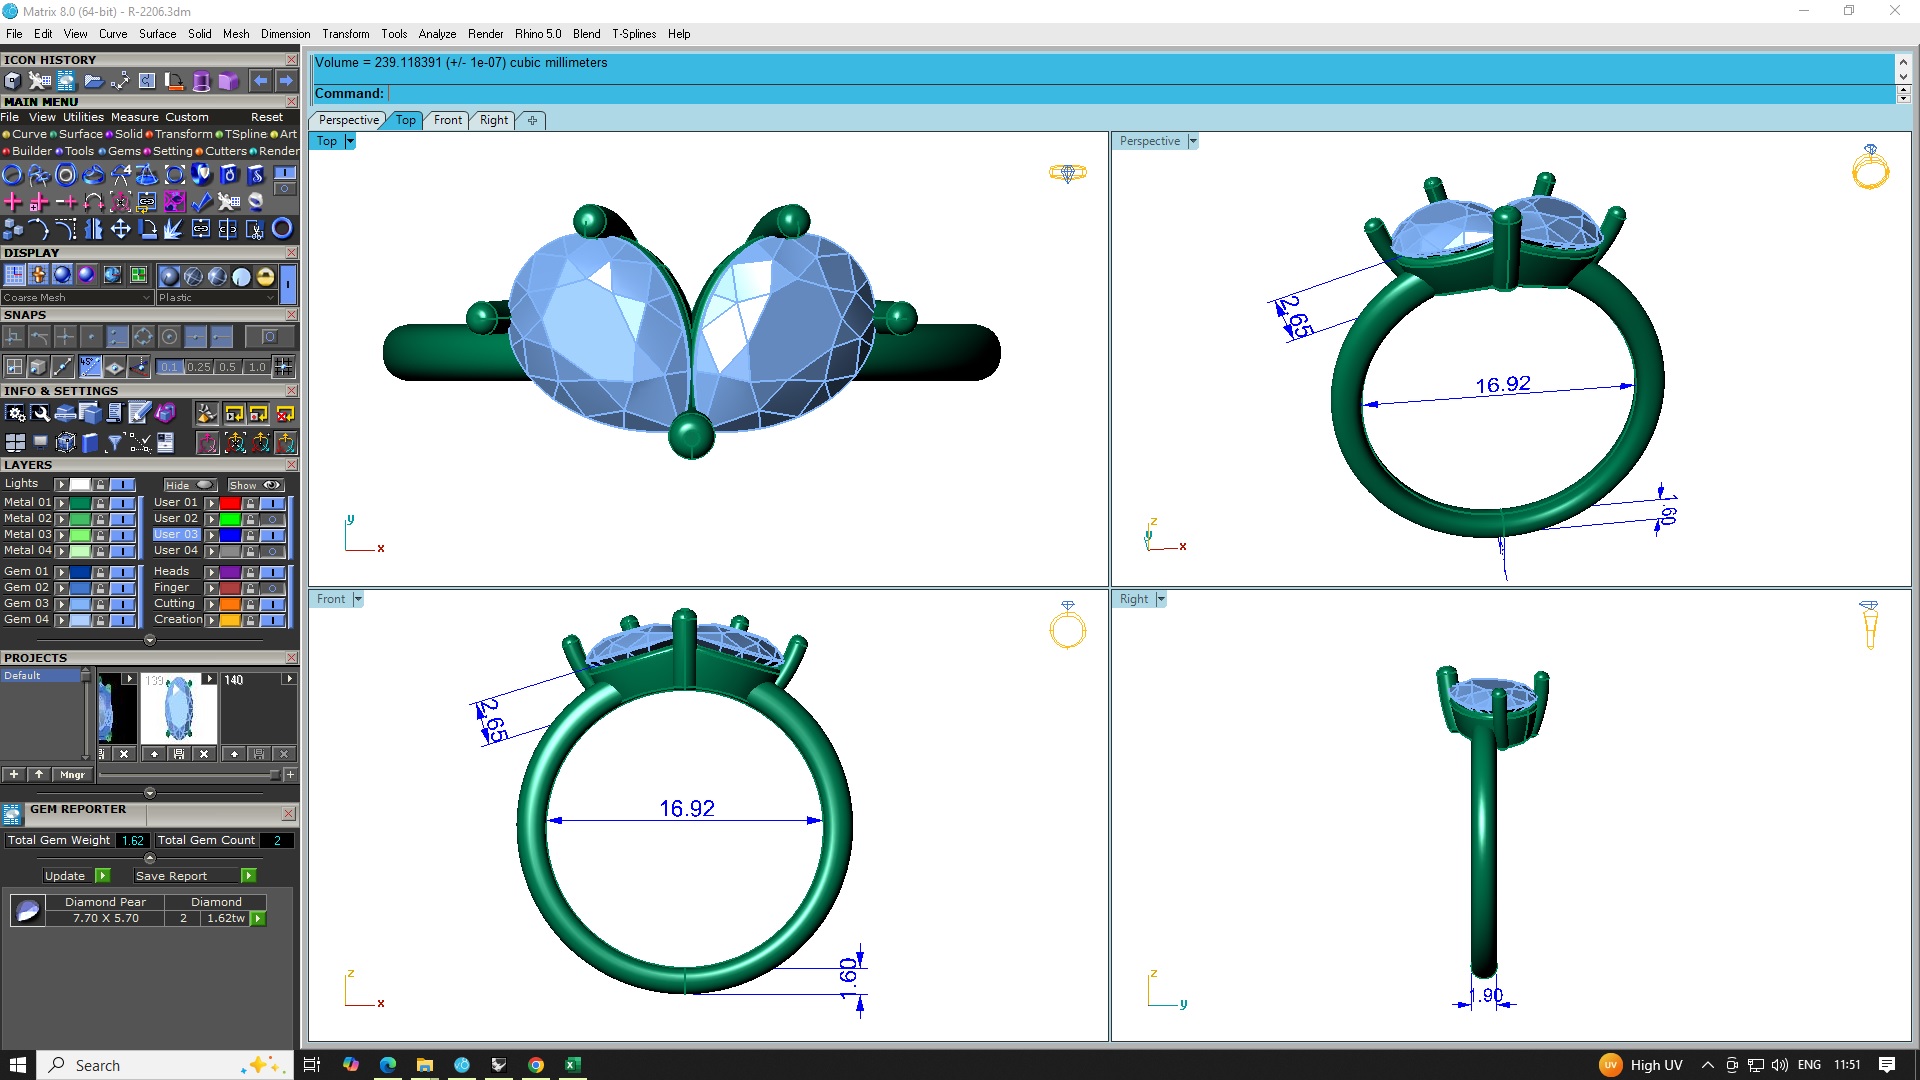 Matrix 8.0 (64-bit) - R-2206.3dm
File Edit View Curve Surface Solid Mesh Dimension Transform Tools Analyze Render Rhino 5.0 Blend T-Splines Help
ICON HISTORY
MAIN MENU
File View Utilities Measure Custom Reset
Curve Surface Solid Transform TSpline Art
Builder Tools Gems Setting Cutters Render
DISPLAY
Coarse Mesh Plastic
SNAPS
45°
0.1 0.25 0.5 1.0
INFO & SETTINGS
LAYERS
Lights Hide Show
Metal 01 User 01
Metal 02 User 02
Metal 03 User 03
Metal 04 User 04
Gem 01 Heads
Gem 02 Finger
Gem 03 Cutting
Gem 04 Creation
PROJECTS
Default
139 140
+ Mngr +
GEM REPORTER
Total Gem Weight 1.62 Total Gem Count 2
Update Save Report
Diamond Pear Diamond
7.70 X 5.70 2 1.62tw
Volume = 239.118391 (+/- 1e-07) cubic millimeters
Command:
Perspective Top Front Right
Top
y
x
Perspective
2.65
16.92
1.60
z
y
x
Front
2.65
16.92
1.60
z
x
Right
1.90
z
y
Search
UV High UV ENG 11:51